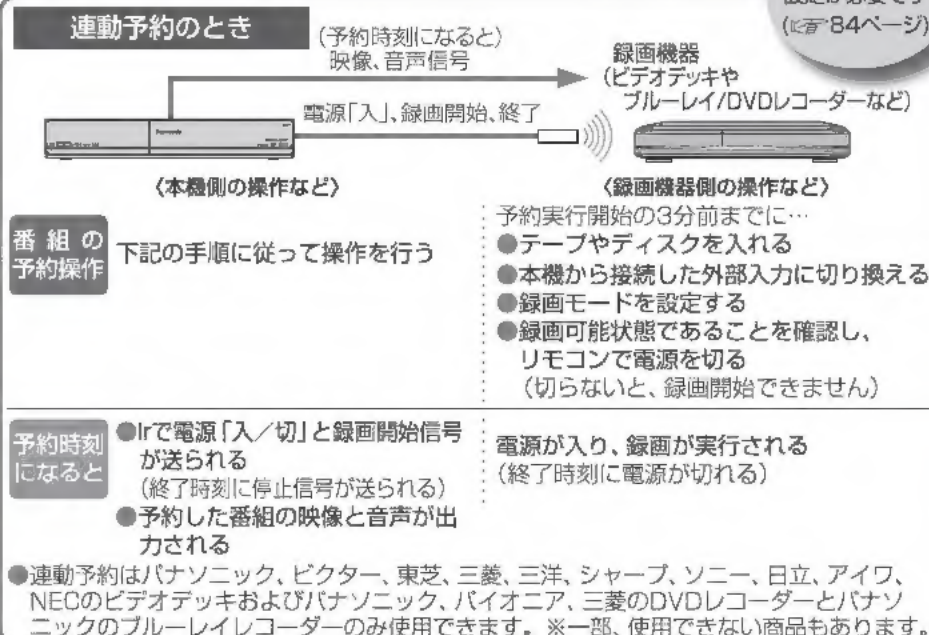 連動予約のとき
(予約時刻になると)
映像、音声信号
(☞84ページ)
録画機器
(ビデオデッキや
ブルーレイ/DVDレコーダーなど)
電源「入」、録画開始、終了
Panasonic
〈本機側の操作など〉
〈録画機器側の操作など〉
番組の
予約操作
下記の手順に従って操作を行う
予約実行開始の3分前までに…
●テープやディスクを入れる
●本機から接続した外部入力に切り換える
●録画モードを設定する
●録画可能状態であることを確認し、
リモコンで電源を切る
(切らないと、録画開始できません)
予約時刻
になると
●Irで電源「入/切」と録画開始信号
が送られる
(終了時刻に停止信号が送られる)
●予約した番組の映像と音声が出
力される
電源が入り、録画が実行される
(終了時刻に電源が切れる)
●連動予約はパナソニック、ビクター、東芝、三菱、三洋、シャープ、ソニー、日立、アイワ、
NECのビデオデッキおよびパナソニック、パイオニア、三菱のDVDレコーダーとパナソ
ニックのブルーレイレコーダーのみ使用できます。※一部、使用できない商品もあります。